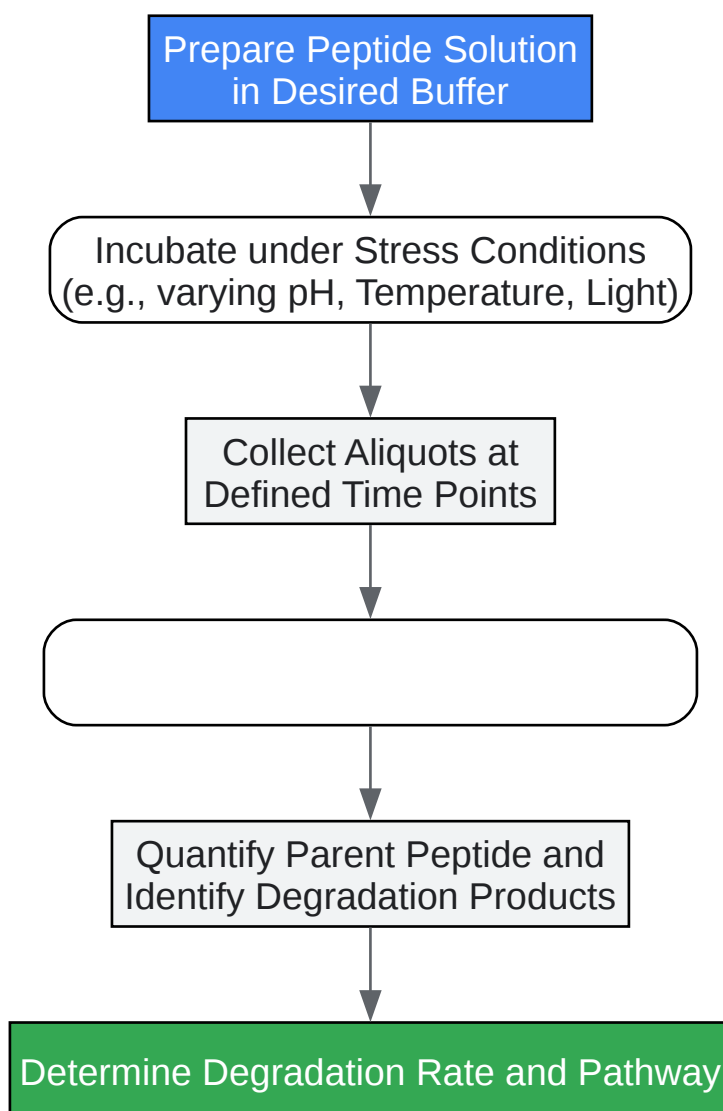 Prepare Peptide Solution
in Desired Buffer
Incubate under Stress Conditions
(e.g., varying pH, Temperature, Light)
Collect Aliquots at
Defined Time Points
Quantify Parent Peptide and
Identify Degradation Products
Determine Degradation Rate and Pathway